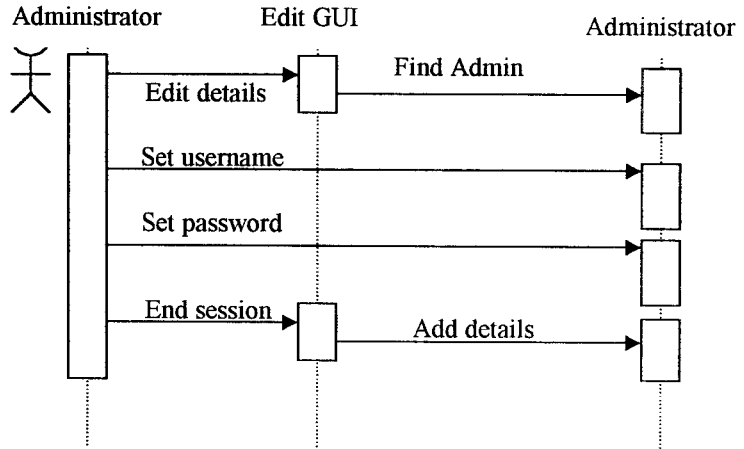 Administrator
Edit GUI
Administrator
Edit details
Find Admin
Set username
Set password
End session
Add details